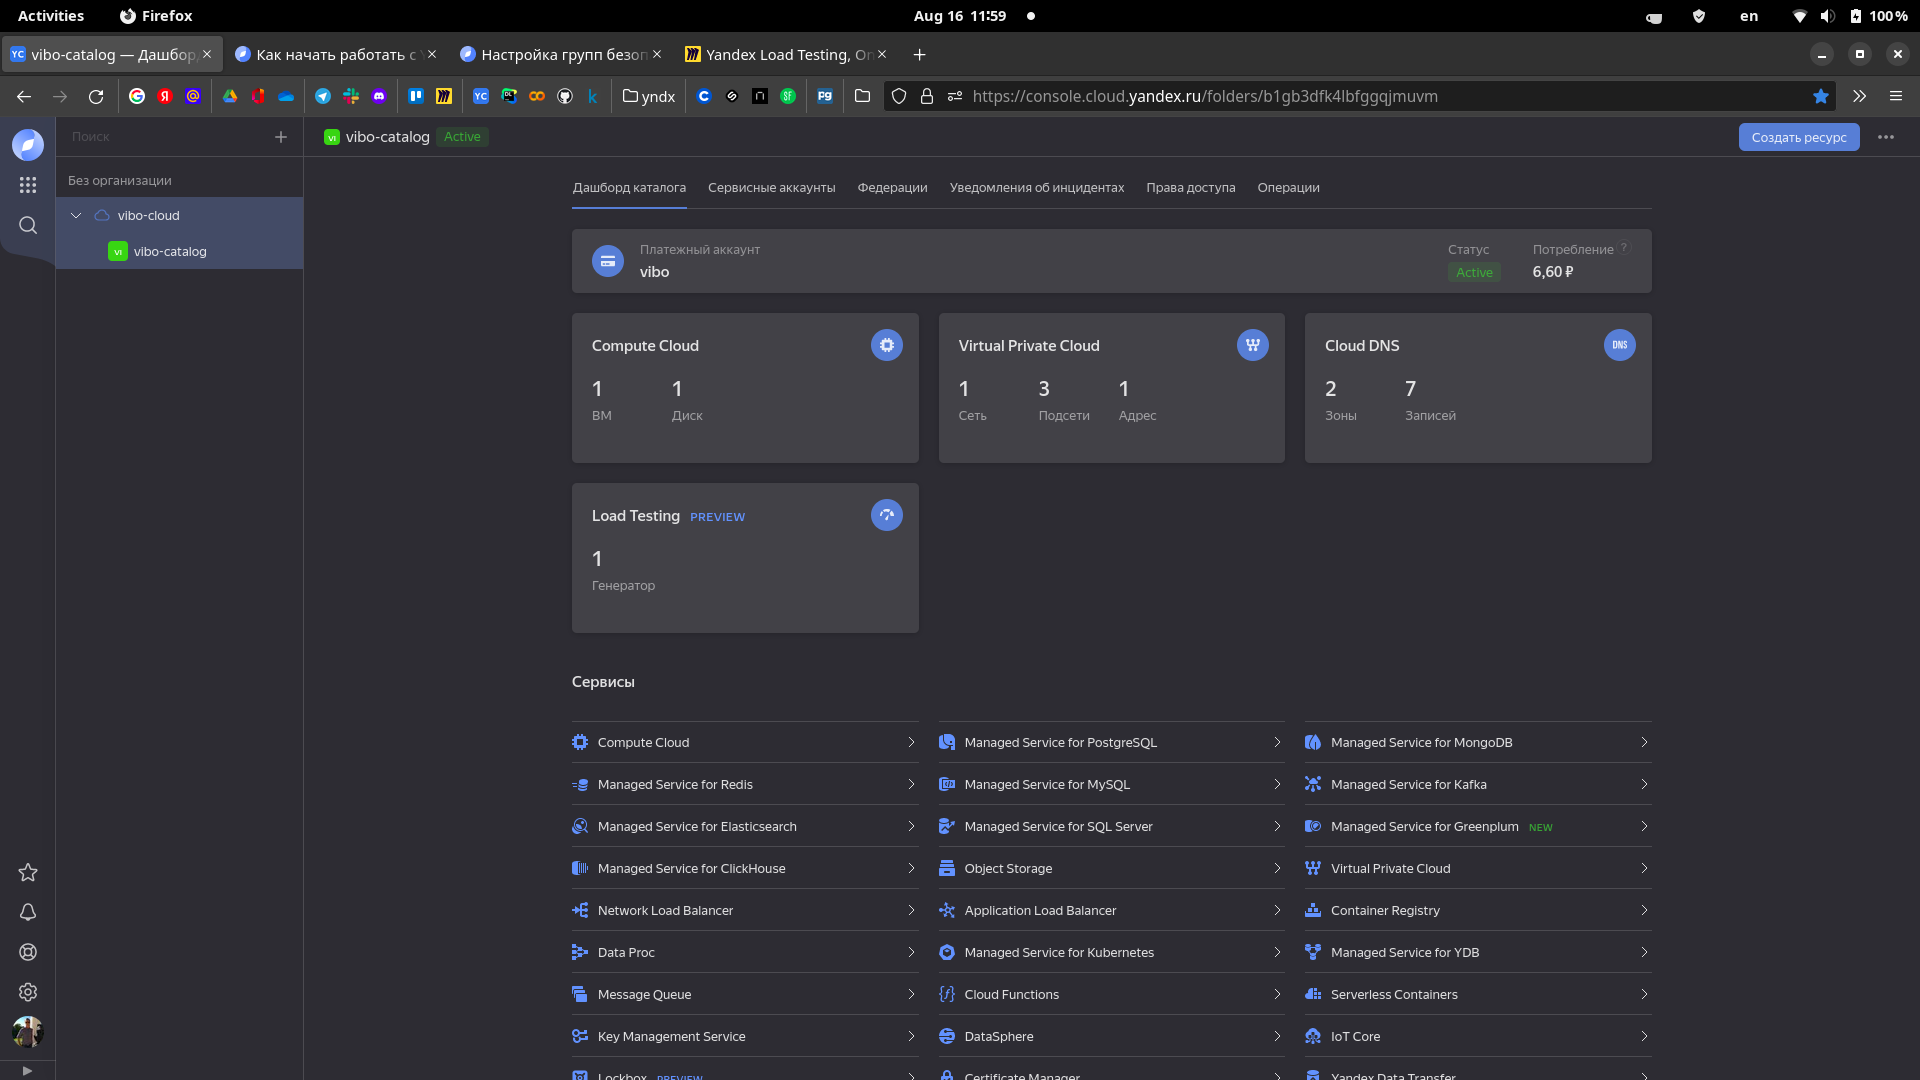 Activities Firefox Aug 16 11:59 en 100 %
YC vibo-catalog — Дашборд Как начать работать с Y Настройка групп безоп Yandex Load Testing, On
yndx https://console.cloud.yandex.ru/folders/b1gb3dfk4lbfggqjmuvm
Поиск
vibo-catalog Active Создать ресурс
Без организации
vibo-cloud
vibo-catalog
Дашборд каталога Сервисные аккаунты Федерации Уведомления об инцидентах Права доступа Операции
Платежный аккаунт Статус Потребление ?
vibo Active 6,60 ₽
Compute Cloud
1 1
ВМ Диск
Virtual Private Cloud
1 3 1
Сеть Подсети Адрес
Cloud DNS DNS
2 7
Зоны Записей
Load Testing PREVIEW
1
Генератор
Сервисы
Compute Cloud Managed Service for PostgreSQL Managed Service for MongoDB
Managed Service for Redis Managed Service for MySQL Managed Service for Kafka
Managed Service for Elasticsearch Managed Service for SQL Server Managed Service for Greenplum NEW
Managed Service for ClickHouse Object Storage Virtual Private Cloud
Network Load Balancer Application Load Balancer Container Registry
Data Proc Managed Service for Kubernetes Managed Service for YDB
Message Queue Cloud Functions Serverless Containers
Key Management Service DataSphere IoT Core
Lockbox PREVIEW Certificate Manager Yandex Data Transfer